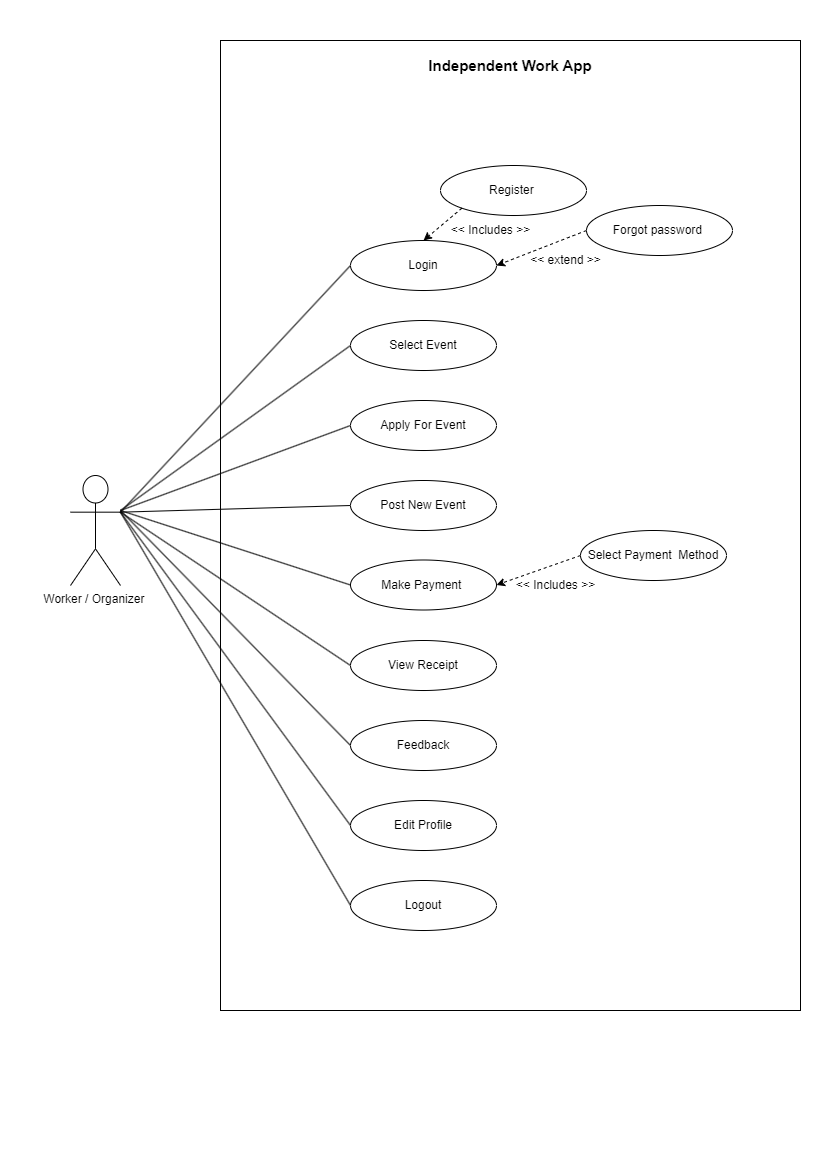 Independent Work App
Register
<< Includes >>
Forgot password
<< extend >>
Login
Select Event
Apply For Event
Post New Event
Select Payment  Method
<< Includes >>
Make Payment
Worker / Organizer
View Receipt
Feedback
Edit Profile
Logout